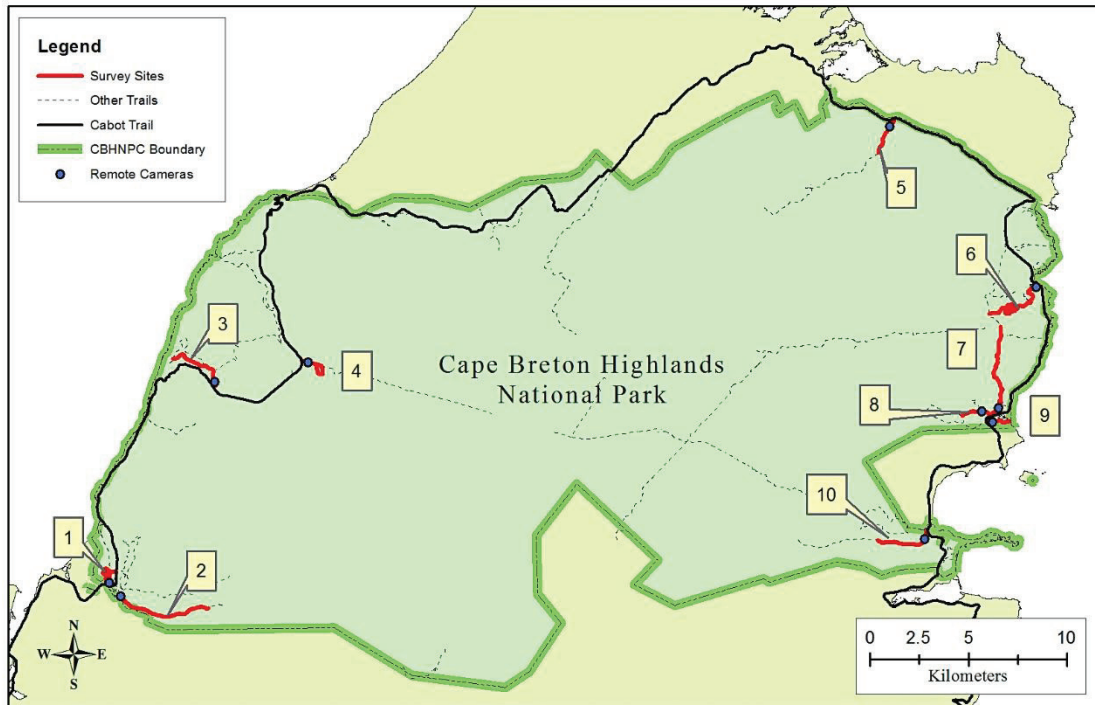 Legend
Survey Sites
Other Trails
Cabot Trail
CBHNPC Boundary
Remote Cameras
5
6
3
7
4
Cape Breton Highlands
National Park
8
9
10
1
2
N
W E
S
0 2.5 5 10
Kilometers